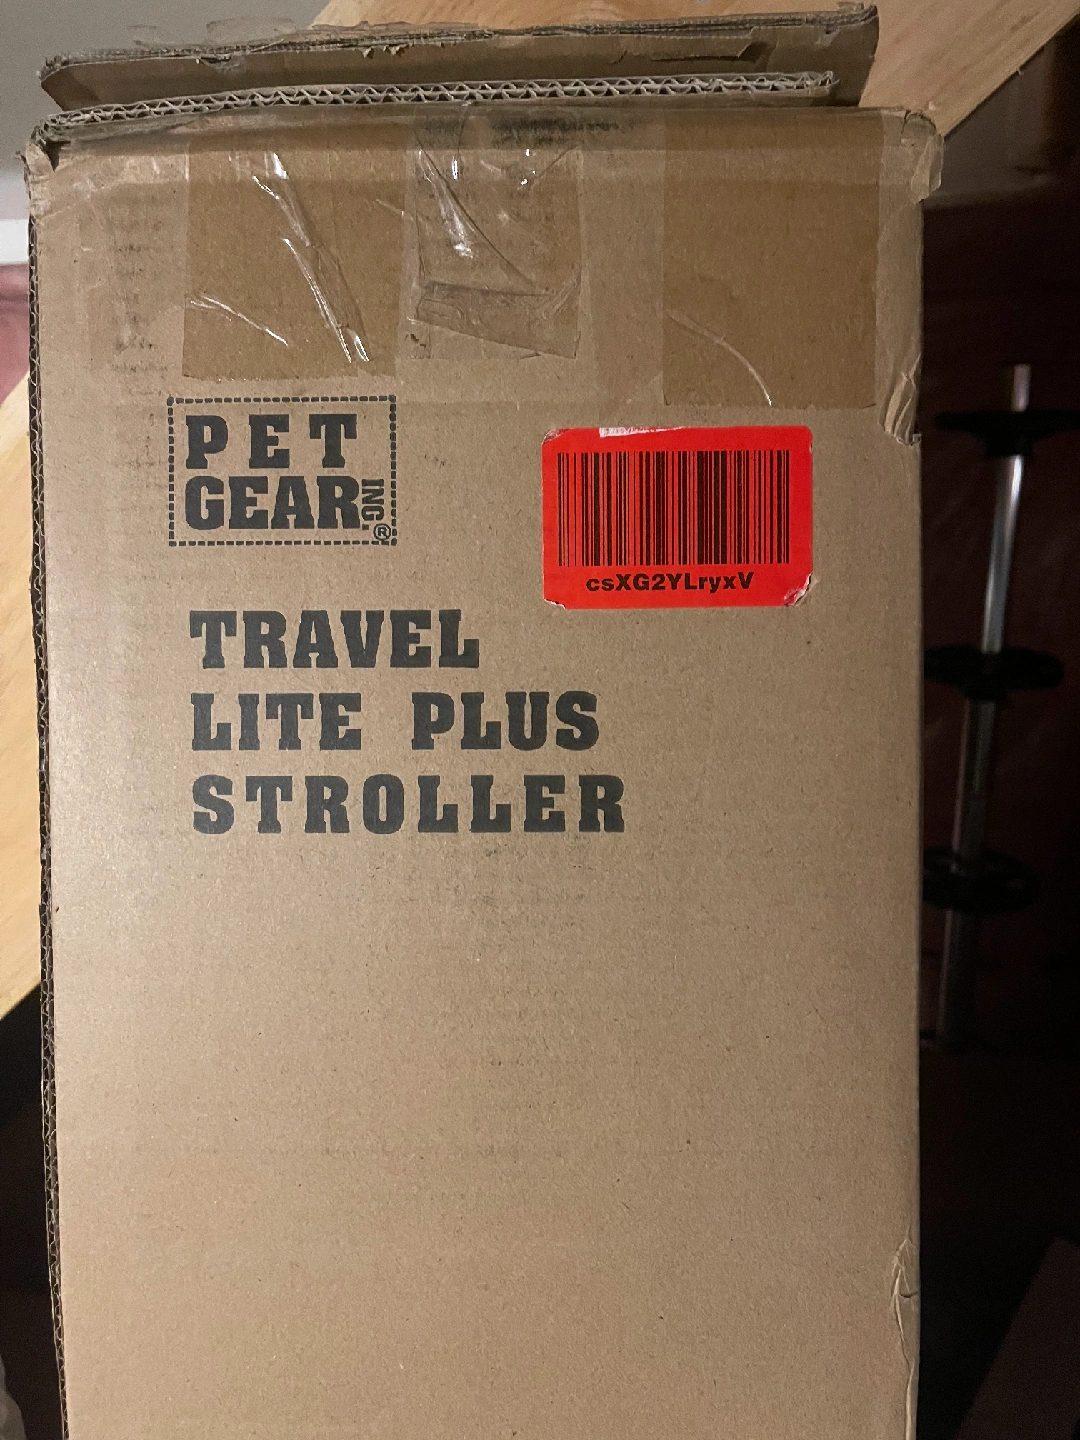 PET
GEAR INC.®
csXG2YLryxV
TRAVEL
LITE PLUS
STROLLER